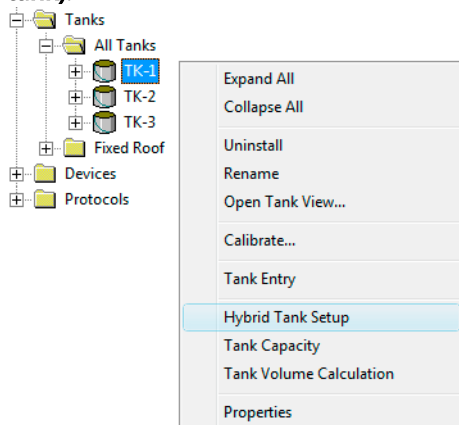 Tanks
All Tanks
TK-1
TK-2
TK-3
Fixed Roof
Devices
Protocols
Expand All
Collapse All
Uninstall
Rename
Open Tank View...
Calibrate...
Tank Entry
Hybrid Tank Setup
Tank Capacity
Tank Volume Calculation
Properties